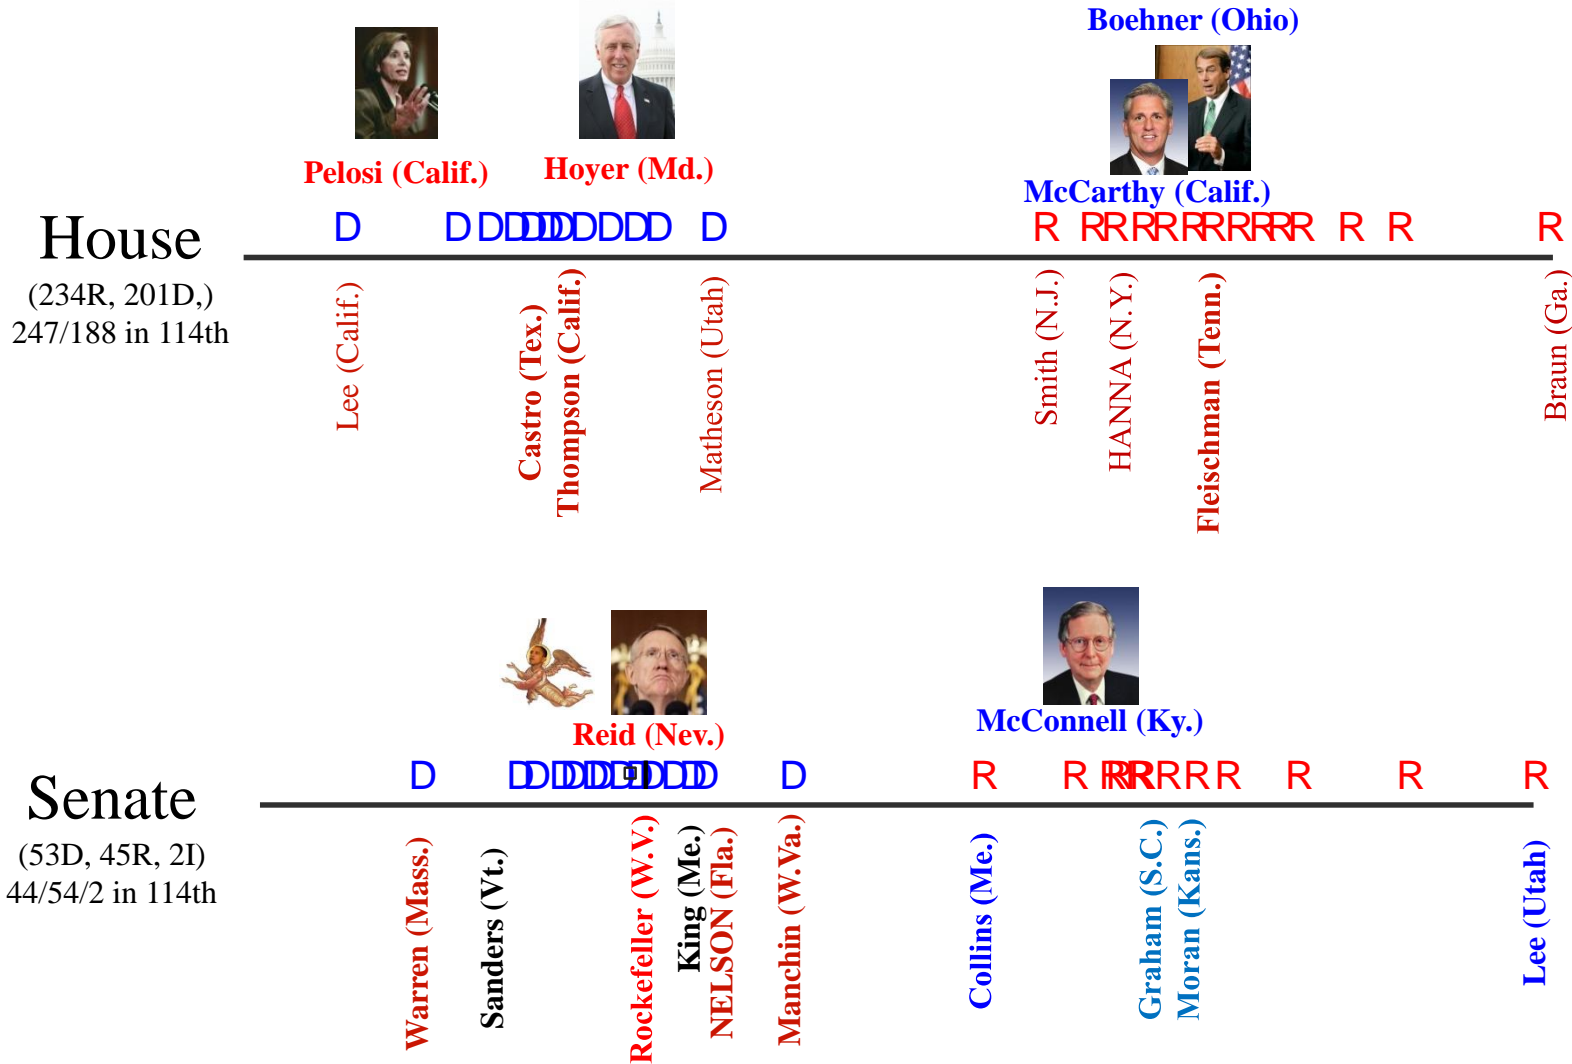 Boehner (Ohio)
Pelosi (Calif.)
Hoyer (Md.)
McCarthy (Calif.)
House
D D D D D D D D D D D D R R R R R R R R R R R R R R
(234R, 201D,)
247/188 in 114th
Lee (Calif.)
Castro (Tex.)
Thompson (Calif.)
Matheson (Utah)
Smith (N.J.)
HANNA (N.Y.)
Fleischman (Tenn.)
Braun (Ga.)
Reid (Nev.)
McConnell (Ky.)
Senate
D D D D D D D D D D D D D D R R R R R R R R R R R
(53D, 45R, 2I)
44/54/2 in 114th
Warren (Mass.)
Sanders (Vt.)
Rockefeller (W.V.)
King (Me.)
NELSON (Fla.)
Manchin (W.Va.)
Collins (Me.)
Graham (S.C.)
Moran (Kans.)
Lee (Utah)